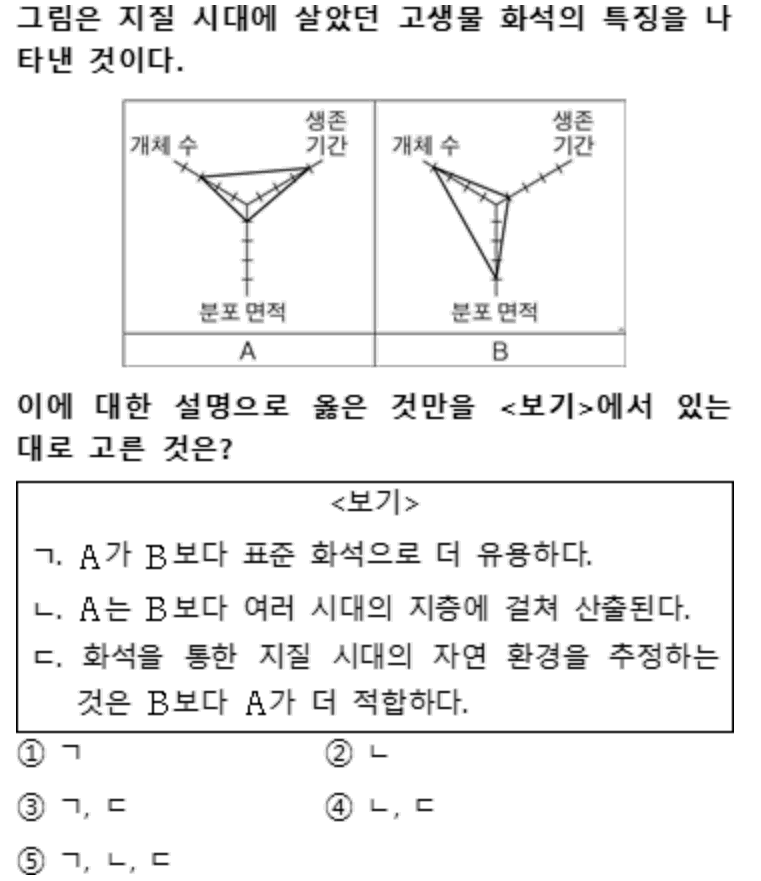 그림은 지질 시대에 살았던 고생물 화석의 특징을 나
타낸 것이다.
개체 수 생존 기간 분포 면적
개체 수 생존 기간 분포 면적
A B
이에 대한 설명으로 옳은 것만을 <보기>에서 있는
대로 고른 것은?
<보기>
ㄱ. A가 B보다 표준 화석으로 더 유용하다.
ㄴ. A는 B보다 여러 시대의 지층에 걸쳐 산출된다.
ㄷ. 화석을 통한 지질 시대의 자연 환경을 추정하는
것은 B보다 A가 더 적합하다.
① ㄱ ② ㄴ
③ ㄱ, ㄷ ④ ㄴ, ㄷ
⑤ ㄱ, ㄴ, ㄷ